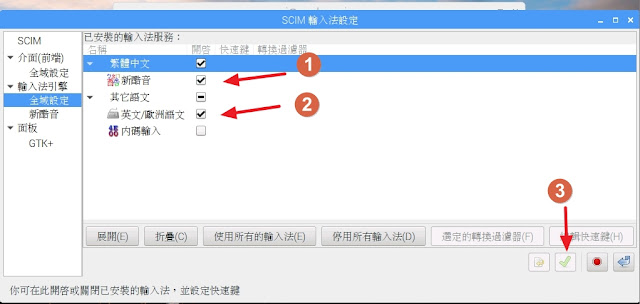 SCIM 輸入法設定
SCIM
介面(前端)
全域設定
輸入法引擎
全域設定
新酷音
面板
GTK+
已安裝的輸入法服務：
名稱 開啓 快速鍵 轉換過濾器
繁體中文
新酷音
其它語文
英文/歐洲語文
內碼輸入
1
2
3
展開(E) 折疊(C) 使用所有的輸入法(E) 停用所有輸入法(D) 選定的轉換過濾器(F) 輯快速鍵(H)
你可在此開啓或關閉已安裝的輸入法，並設定快速鍵